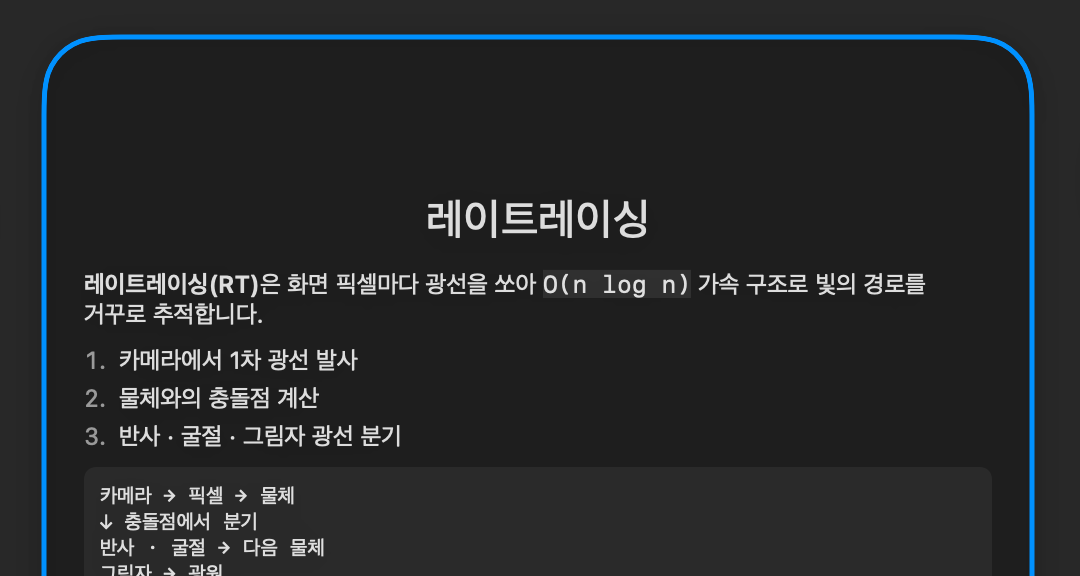 레이트레이싱
레이트레이싱(RT)은 화면 픽셀마다 광선을 쏘아 O(n log n) 가속 구조로 빛의 경로를
거꾸로 추적합니다.
1. 카메라에서 1차 광선 발사
2. 물체와의 충돌점 계산
3. 반사 · 굴절 · 그림자 광선 분기
카메라 → 픽셀 → 물체
↓ 충돌점에서 분기
반사 · 굴절 → 다음 물체
그림자 → 광원